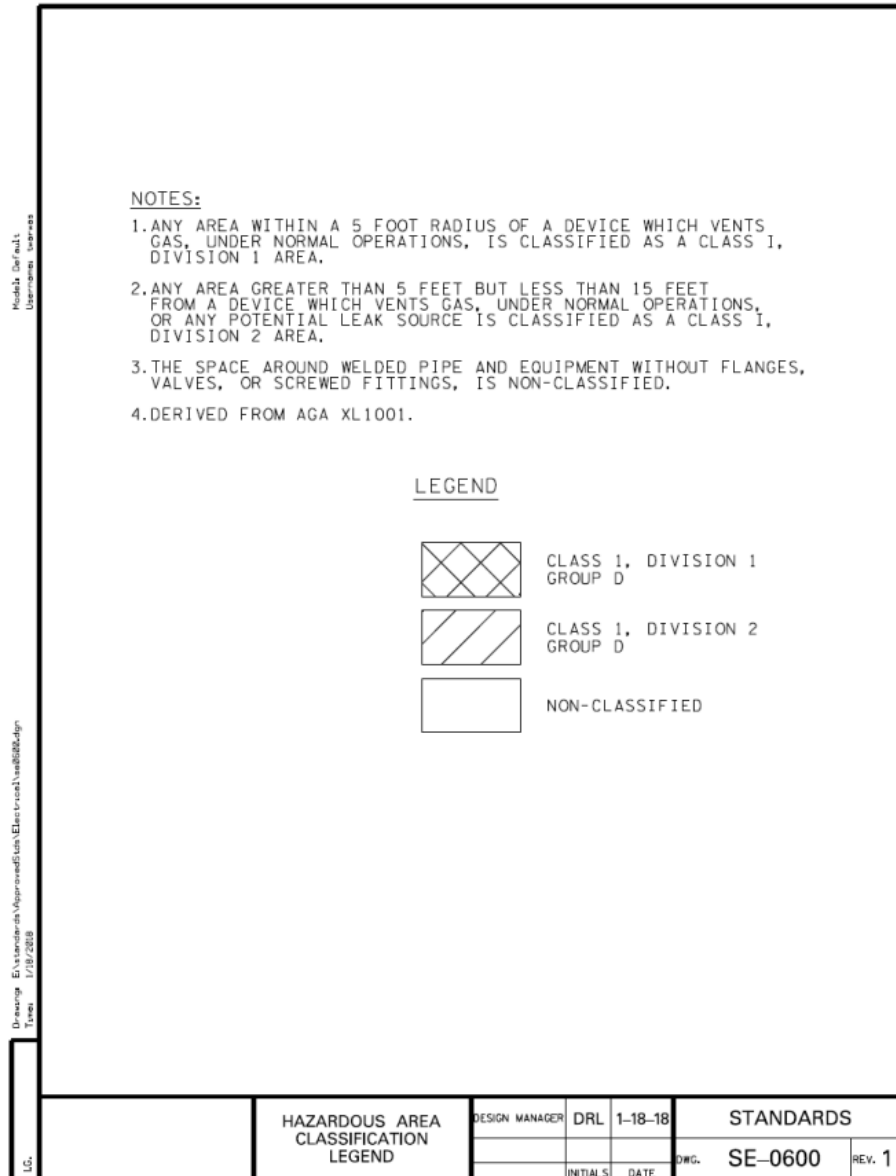 Model: Default
Username: twarwas
NOTES:
1.ANY AREA WITHIN A 5 FOOT RADIUS OF A DEVICE WHICH VENTS
GAS, UNDER NORMAL OPERATIONS, IS CLASSIFIED AS A CLASS I,
DIVISION 1 AREA.
2.ANY AREA GREATER THAN 5 FEET BUT LESS THAN 15 FEET
FROM A DEVICE WHICH VENTS GAS, UNDER NORMAL OPERATIONS,
OR ANY POTENTIAL LEAK SOURCE IS CLASSIFIED AS A CLASS I,
DIVISION 2 AREA.
3.THE SPACE AROUND WELDED PIPE AND EQUIPMENT WITHOUT FLANGES,
VALVES, OR SCREWED FITTINGS, IS NON-CLASSIFIED.
4.DERIVED FROM AGA XL1001.
LEGEND
CLASS 1, DIVISION 1
GROUP D
CLASS 1, DIVISION 2
GROUP D
NON-CLASSIFIED
Drawing: E:\standards\ApprovedStds\Electrical\se0600.dgn
Time: 1/18/2018
LG.
HAZARDOUS AREA
CLASSIFICATION
LEGEND
DESIGN MANAGER DRL 1-18-18
INITIALS DATE
STANDARDS
DWG. SE-0600 REV. 1